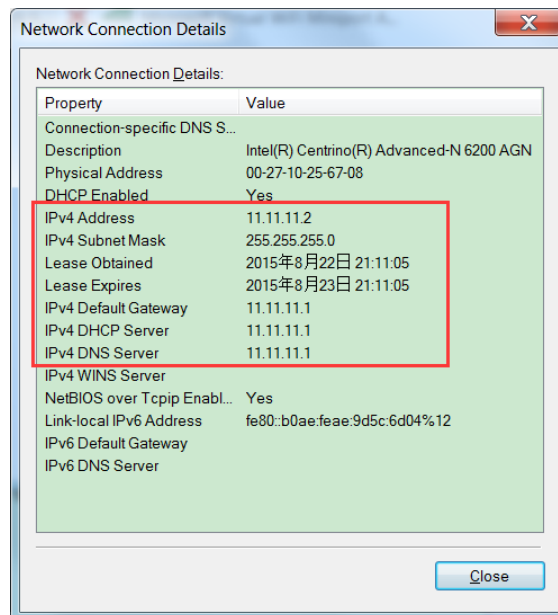 Network Connection Details
Network Connection Details:
Property Value
Connection-specific DNS S...
Description Intel(R) Centrino(R) Advanced-N 6200 AGN
Physical Address 00-27-10-25-67-08
DHCP Enabled Yes
IPv4 Address 11.11.11.2
IPv4 Subnet Mask 255.255.255.0
Lease Obtained 2015年8月22日 21:11:05
Lease Expires 2015年8月23日 21:11:05
IPv4 Default Gateway 11.11.11.1
IPv4 DHCP Server 11.11.11.1
IPv4 DNS Server 11.11.11.1
IPv4 WINS Server
NetBIOS over Tcpip Enabl... Yes
Link-local IPv6 Address fe80::b0ae:feae:9d5c:6d04%12
IPv6 Default Gateway
IPv6 DNS Server
Close